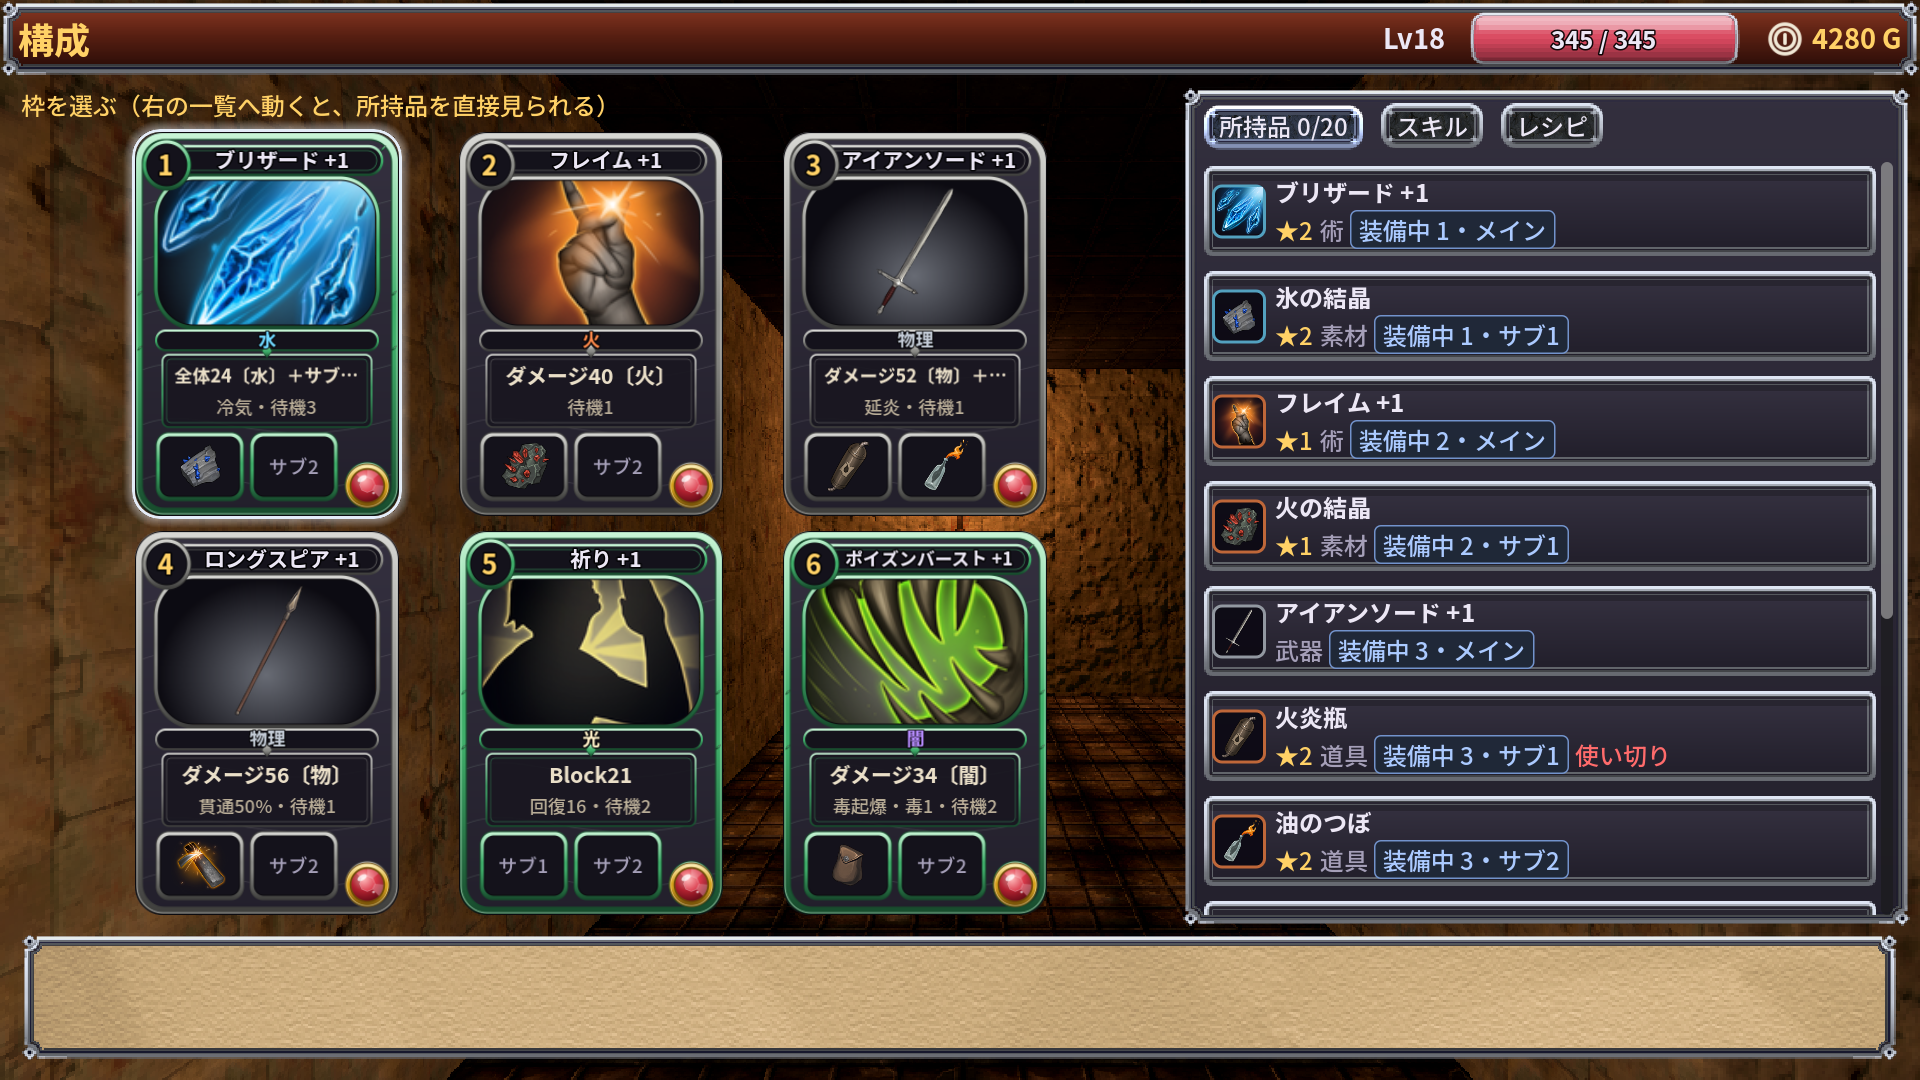 構成
Lv18
345 / 345
4280 G
枠を選ぶ（右の一覧へ動くと、所持品を直接見られる）
1
ブリザード +1
水
全体24〔水〕＋サブ…
冷気・待機3
サブ2
2
フレイム +1
火
ダメージ40〔火〕
待機1
サブ2
3
アイアンソード +1
物理
ダメージ52〔物〕＋…
延炎・待機1
4
ロングスピア +1
物理
ダメージ56〔物〕
貫通50%・待機1
サブ2
5
祈り +1
光
Block21
回復16・待機2
サブ1
サブ2
6
ポイズンバースト +1
闇
ダメージ34〔闇〕
毒起爆・毒1・待機2
サブ2
所持品 0/20
スキル
レシピ
ブリザード +1
★2 術 装備中 1・メイン
氷の結晶
★2 素材 装備中 1・サブ1
フレイム +1
★1 術 装備中 2・メイン
火の結晶
★1 素材 装備中 2・サブ1
アイアンソード +1
武器 装備中 3・メイン
火炎瓶
★2 道具 装備中 3・サブ1 使い切り
油のつぼ
★2 道具 装備中 3・サブ2